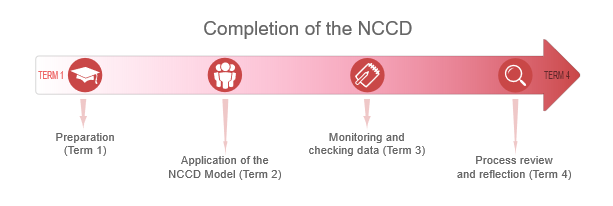 Completion of the NCCD
TERM 1
TERM 4
Preparation
(Term 1)
Application of the
NCCD Model (Term 2)
Monitoring and
checking data (Term 3)
Process review
and reflection (Term 4)